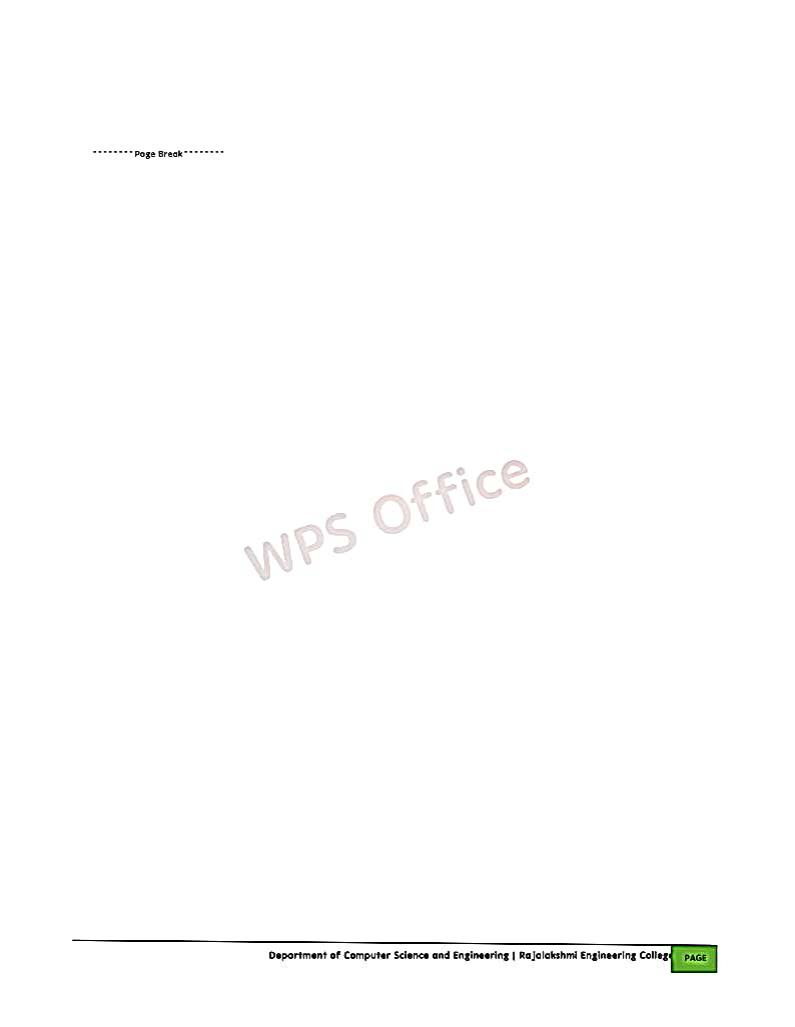 --------Page Break--------
WPS Office
Department of Computer Science and Engineering | Rajalakshmi Engineering College
PAGE